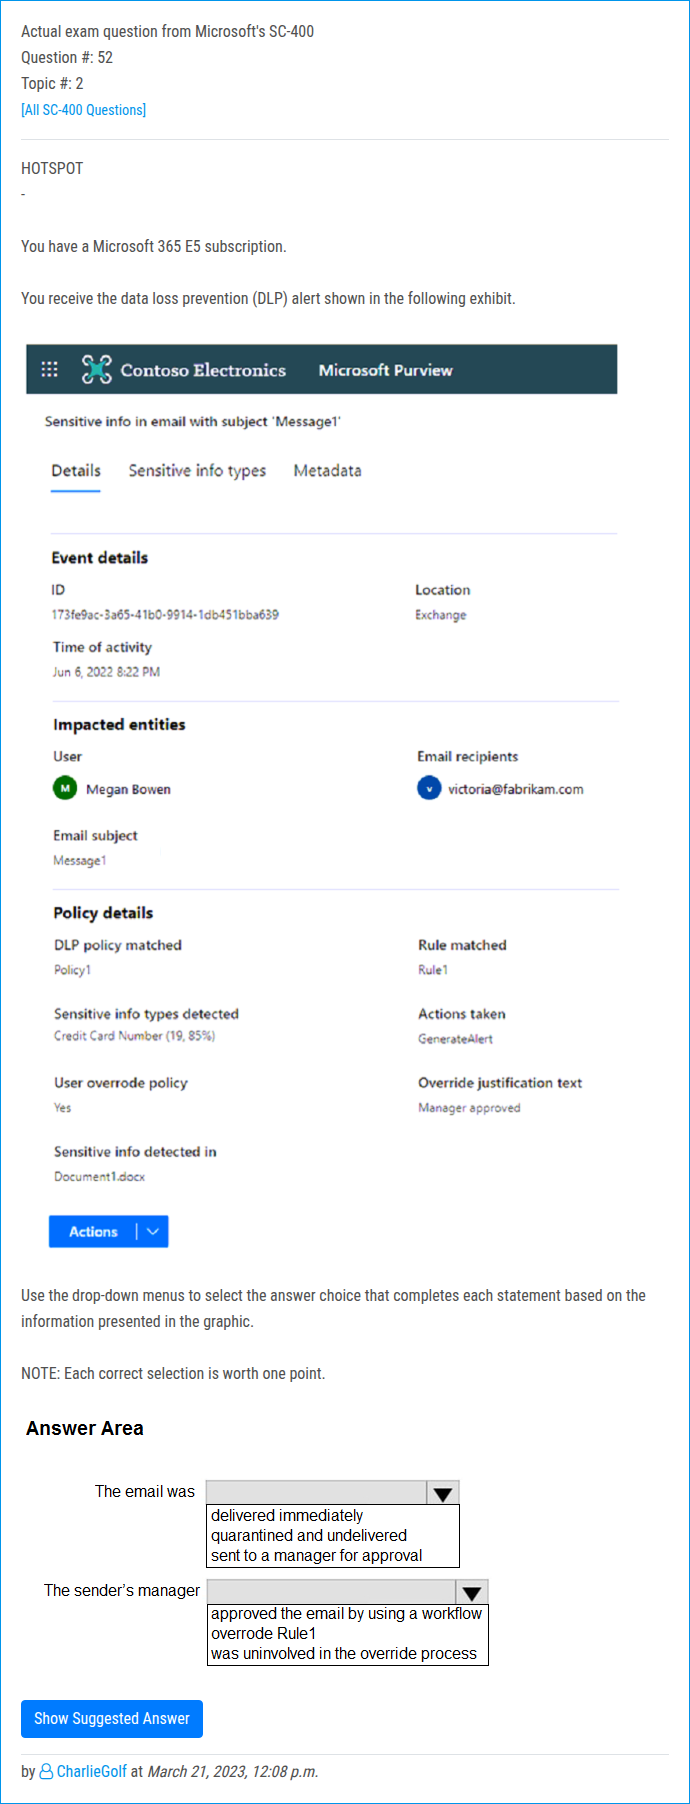 Actual exam question from Microsoft's SC-400
Question #: 52
Topic #: 2
[All SC-400 Questions]
HOTSPOT
-
You have a Microsoft 365 E5 subscription.
You receive the data loss prevention (DLP) alert shown in the following exhibit.
Contoso Electronics Microsoft Purview
Sensitive info in email with subject 'Message1'
Details Sensitive info types Metadata
Event details
ID Location
173fe9ac-3a65-41b0-9914-1db451bba639 Exchange
Time of activity
Jun 6, 2022 8:22 PM
Impacted entities
User Email recipients
M Megan Bowen v victoria@fabrikam.com
Email subject
Message1
Policy details
DLP policy matched Rule matched
Policy1 Rule1
Sensitive info types detected Actions taken
Credit Card Number (19, 85%) GenerateAlert
User overrode policy Override justification text
Yes Manager approved
Sensitive info detected in
Document1.docx
Actions
Use the drop-down menus to select the answer choice that completes each statement based on the
information presented in the graphic.
NOTE: Each correct selection is worth one point.
Answer Area
The email was
delivered immediately
quarantined and undelivered
sent to a manager for approval
The sender's manager
approved the email by using a workflow
overrode Rule1
was uninvolved in the override process
Show Suggested Answer
by CharlieGolf at March 21, 2023, 12:08 p.m.